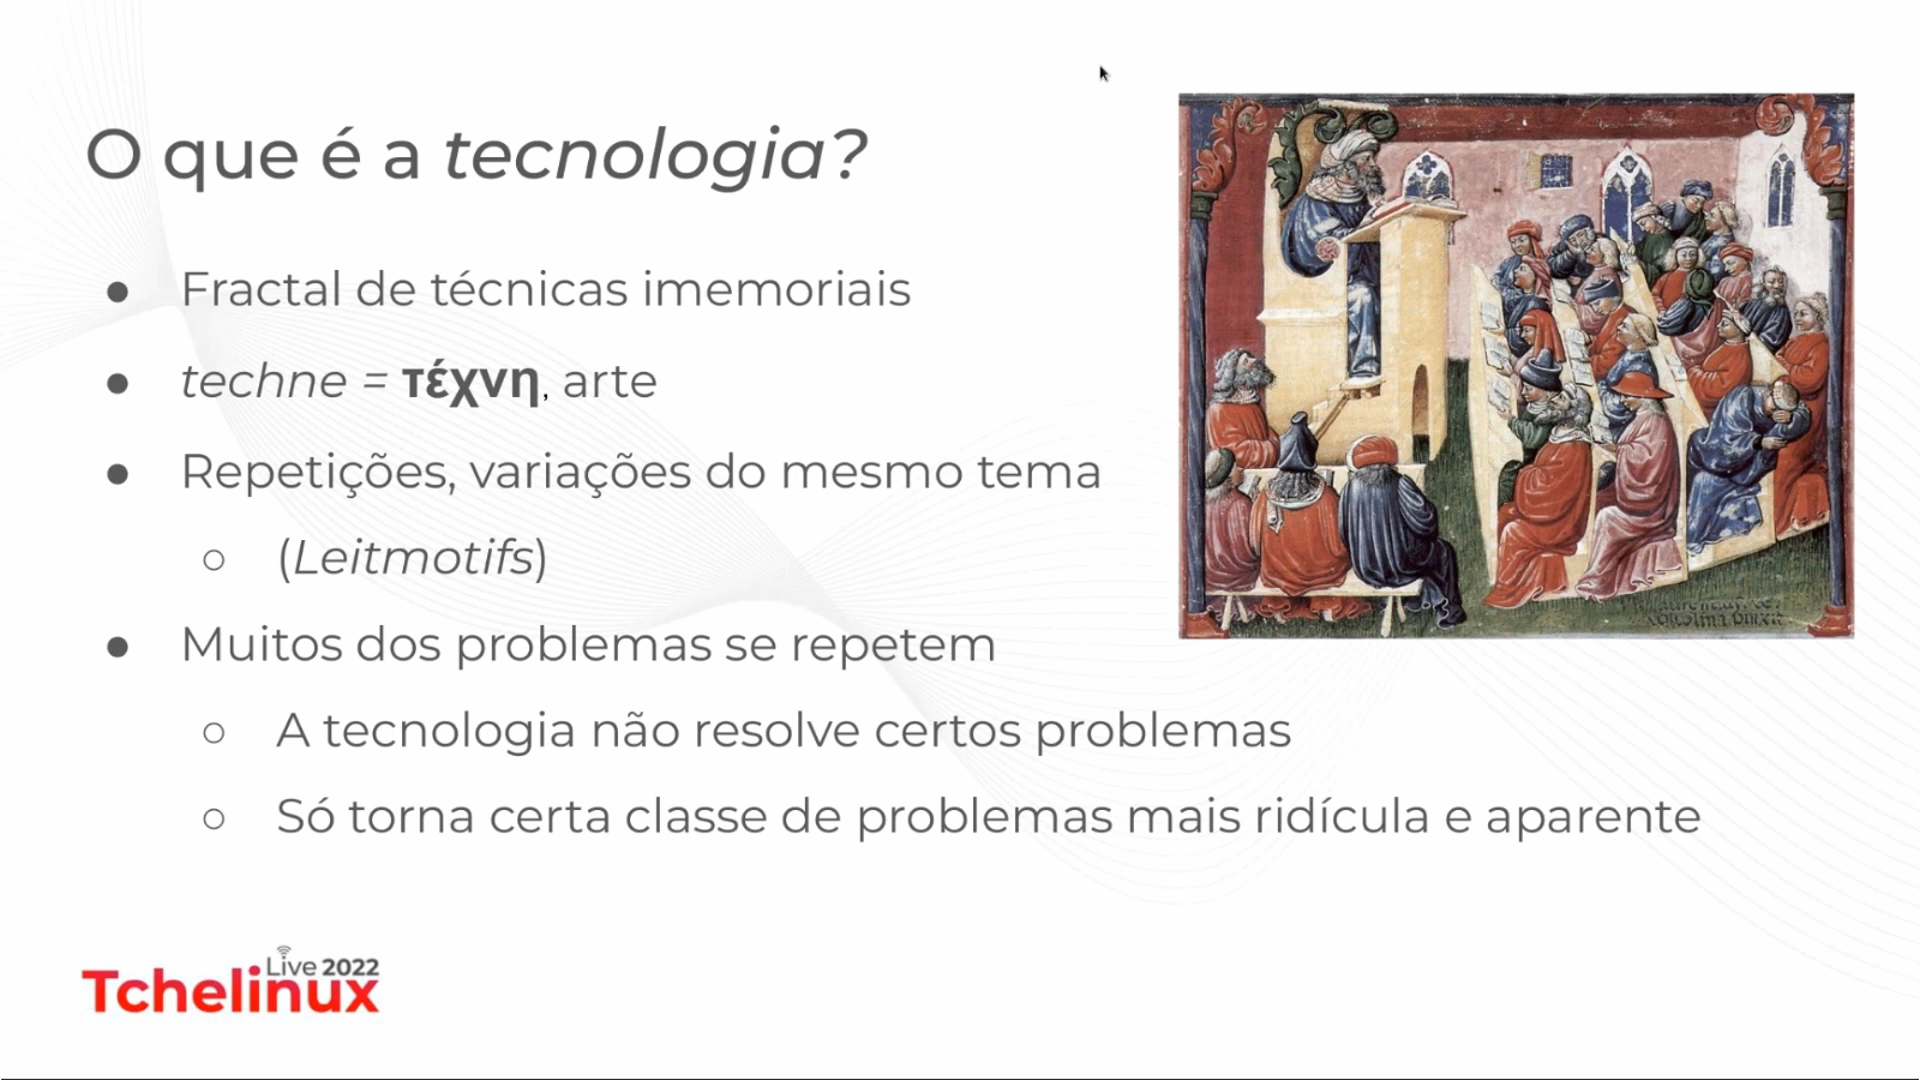 O que é a tecnologia?
● Fractal de técnicas imemoriais
● techne = τέχνη, arte
● Repetições, variações do mesmo tema
○ (Leitmotifs)
● Muitos dos problemas se repetem
○ A tecnologia não resolve certos problemas
○ Só torna certa classe de problemas mais ridícula e aparente
Live 2022
Tchelinux